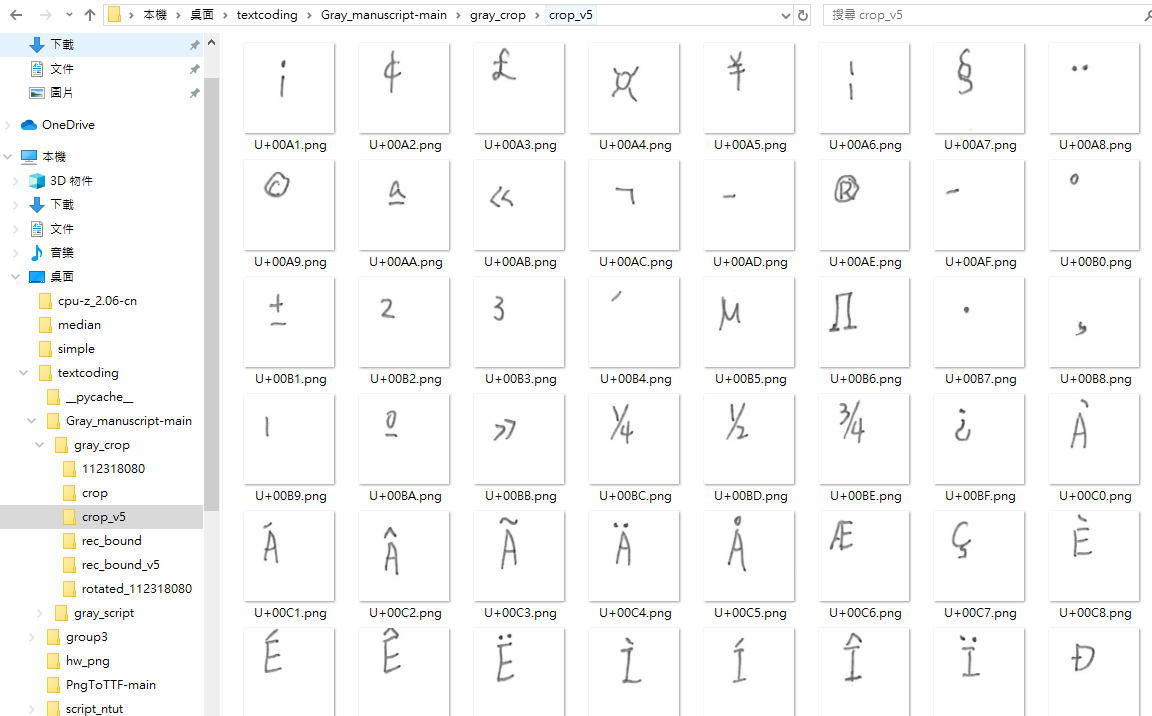 本機 > 桌面 > textcoding > Gray_manuscript-main > gray_crop > crop_v5
搜尋 crop_v5
下載
文件
圖片
OneDrive
本機
3D 物件
下載
文件
音樂
桌面
cpu-z_2.06-cn
median
simple
textcoding
__pycache__
Gray_manuscript-main
gray_crop
112318080
crop
crop_v5
rec_bound
rec_bound_v5
rotated_112318080
gray_script
group3
hw_png
PngToTTF-main
script_ntut
¡ ¢ £ ¤ ¥ ¦ § ¨
U+00A1.png U+00A2.png U+00A3.png U+00A4.png U+00A5.png U+00A6.png U+00A7.png U+00A8.png
© ª « ¬ - ® ¯ °
U+00A9.png U+00AA.png U+00AB.png U+00AC.png U+00AD.png U+00AE.png U+00AF.png U+00B0.png
± 2 3 ´ µ Π · ¸
U+00B1.png U+00B2.png U+00B3.png U+00B4.png U+00B5.png U+00B6.png U+00B7.png U+00B8.png
ı º » ¼ ½ ¾ ¿ À
U+00B9.png U+00BA.png U+00BB.png U+00BC.png U+00BD.png U+00BE.png U+00BF.png U+00C0.png
Á Â Ã Ä Å Æ Ç È
U+00C1.png U+00C2.png U+00C3.png U+00C4.png U+00C5.png U+00C6.png U+00C7.png U+00C8.png
É Ê Ë Ì Í Î Ï Ð